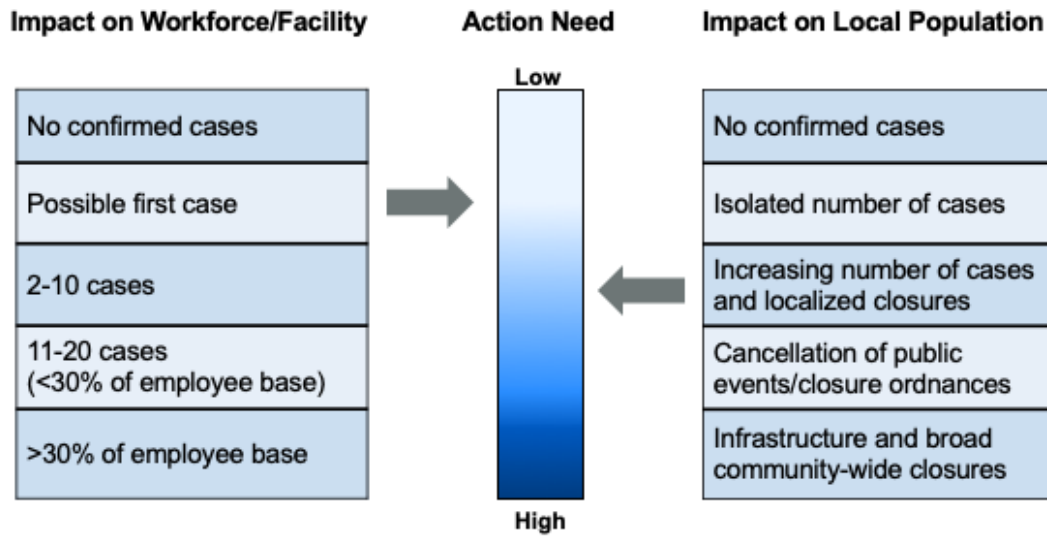 Impact on Workforce/Facility
Action Need
Impact on Local Population
Low
No confirmed cases
Possible first case
2-10 cases
11-20 cases
(<30% of employee base)
>30% of employee base
No confirmed cases
Isolated number of cases
Increasing number of cases
and localized closures
Cancellation of public
events/closure ordnances
Infrastructure and broad
community-wide closures
High